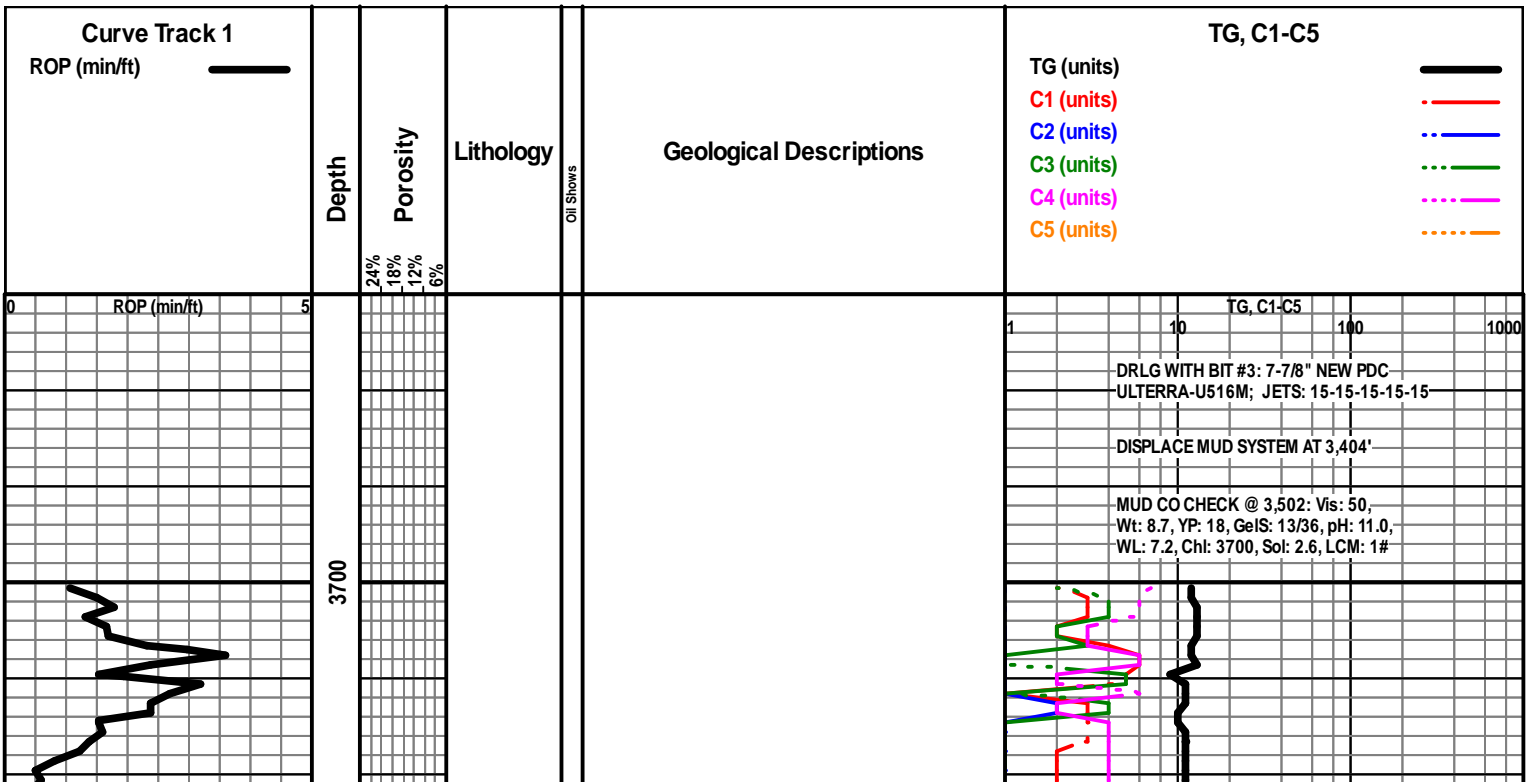 Curve Track 1
ROP (min/ft)
Depth
Porosity
24%
18%
12%
6%
Lithology
Oil Shows
Geological Descriptions
TG, C1-C5
TG (units)
C1 (units)
C2 (units)
C3 (units)
C4 (units)
C5 (units)
0 ROP (min/ft) 5
TG, C1-C5
1 10 100 1000
DRLG WITH BIT #3: 7-7/8" NEW PDC
ULTERRA-U516M; JETS: 15-15-15-15-15
DISPLACE MUD SYSTEM AT 3,404'
MUD CO CHECK @ 3,502: Vis: 50,
Wt: 8.7, YP: 18, GelS: 13/36, pH: 11.0,
WL: 7.2, Chl: 3700, Sol: 2.6, LCM: 1#
3700